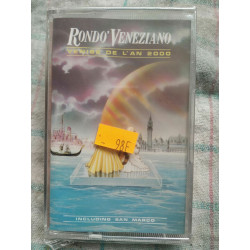 RONDO' VENEZIANO
VENISE DE L'AN 2000
98F
INCLUDING SAN MARCO